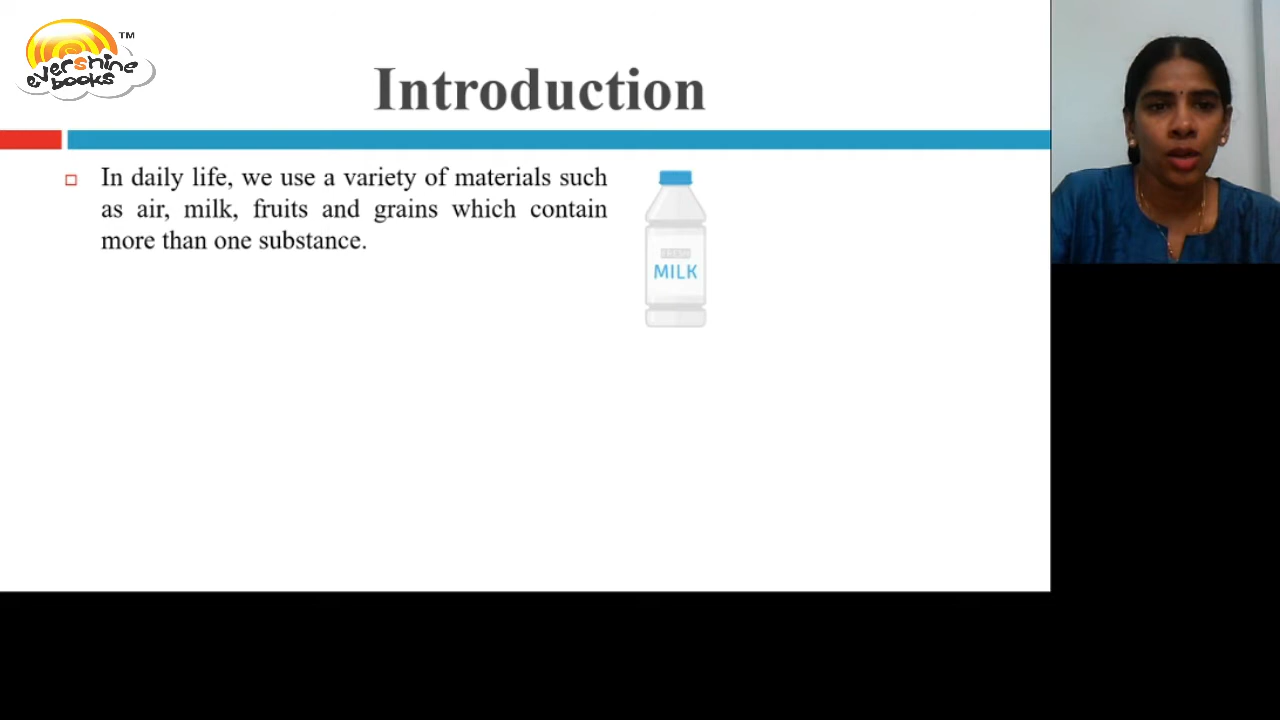 TM
evershine
books
Introduction
In daily life, we use a variety of materials such
as air, milk, fruits and grains which contain
more than one substance.
FRESH
MILK